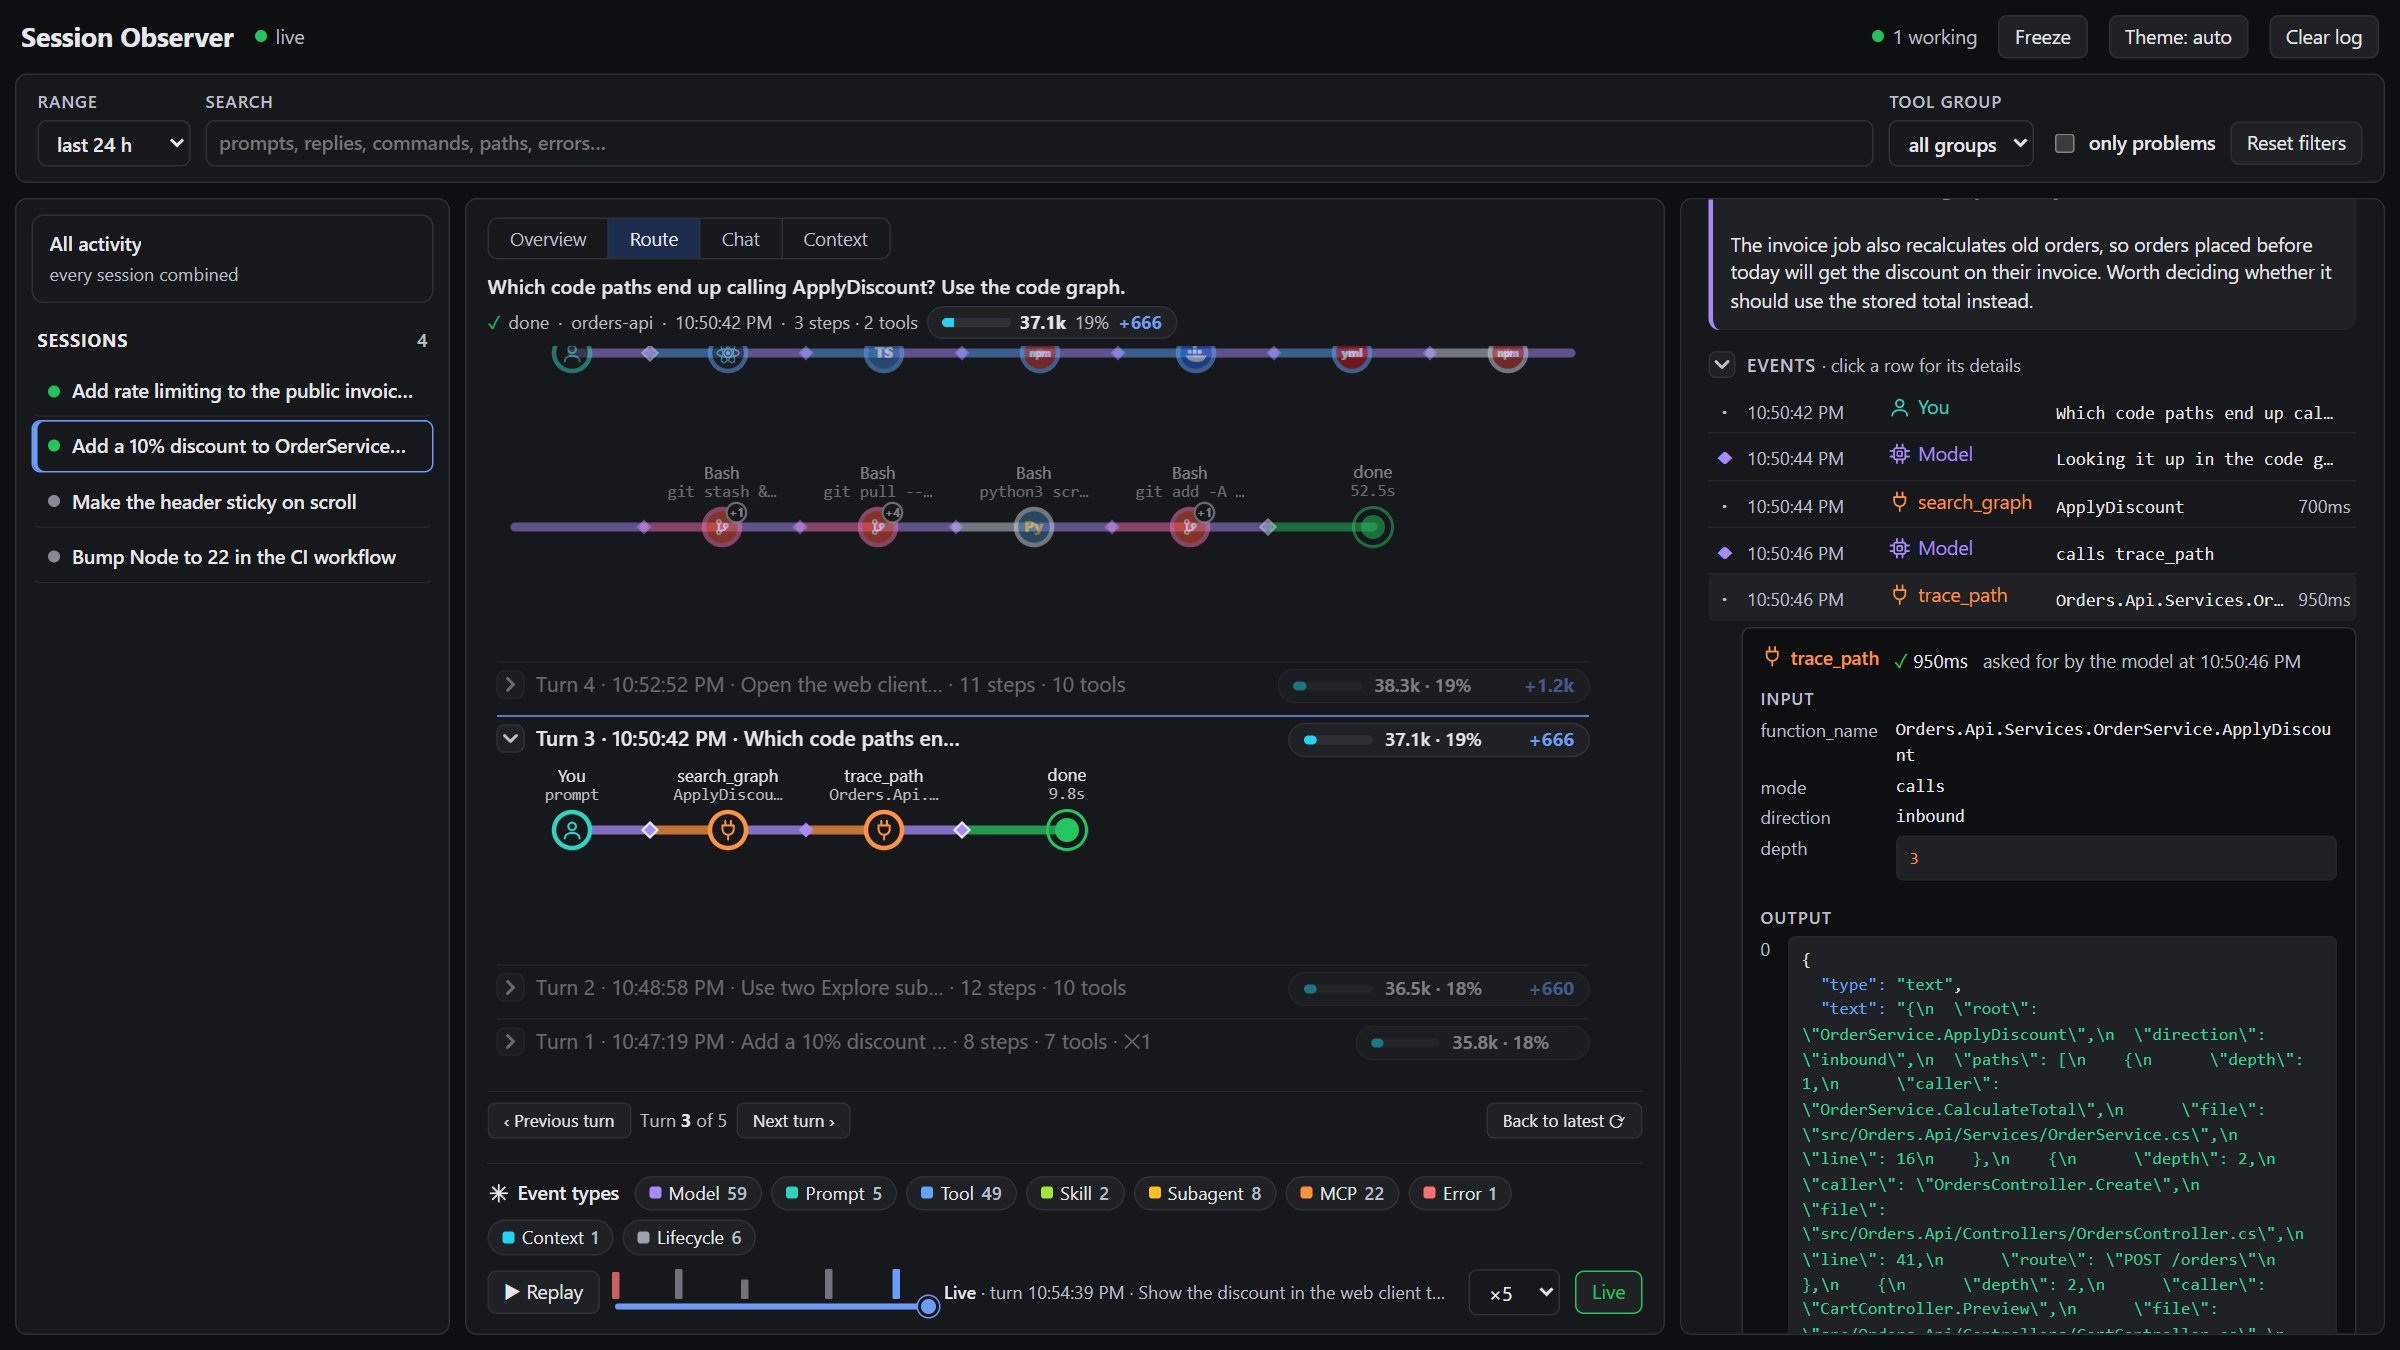 Session Observer
live
1 working
Freeze
Theme: auto
Clear log
RANGE
last 24 h
SEARCH
prompts, replies, commands, paths, errors...
TOOL GROUP
all groups
only problems
Reset filters
All activity
every session combined
SESSIONS
4
Add rate limiting to the public invoic...
Add a 10% discount to OrderService...
Make the header sticky on scroll
Bump Node to 22 in the CI workflow
Overview
Route
Chat
Context
Which code paths end up calling ApplyDiscount? Use the code graph.
✓ done · orders-api · 10:50:42 PM · 3 steps · 2 tools
37.1k 19% +666
TS
npm
yml
npm
Bash
git stash &...
+1
Bash
git pull --...
+4
Bash
python3 scr...
Py
Bash
git add -A ...
+1
done
52.5s
Turn 4 · 10:52:52 PM · Open the web client... · 11 steps · 10 tools
38.3k · 19% +1.2k
Turn 3 · 10:50:42 PM · Which code paths en...
37.1k · 19% +666
You
prompt
search_graph
ApplyDiscou...
trace_path
Orders.Api....
done
9.8s
Turn 2 · 10:48:58 PM · Use two Explore sub... · 12 steps · 10 tools
36.5k · 18% +660
Turn 1 · 10:47:19 PM · Add a 10% discount ... · 8 steps · 7 tools · ✕1
35.8k · 18%
‹ Previous turn
Turn 3 of 5
Next turn ›
Back to latest ⟳
Event types
Model 59
Prompt 5
Tool 49
Skill 2
Subagent 8
MCP 22
Error 1
Context 1
Lifecycle 6
▶ Replay
Live · turn 10:54:39 PM · Show the discount in the web client t...
×5
Live
The invoice job also recalculates old orders, so orders placed before
today will get the discount on their invoice. Worth deciding whether it
should use the stored total instead.
EVENTS · click a row for its details
10:50:42 PM You Which code paths end up cal...
10:50:44 PM Model Looking it up in the code g...
10:50:44 PM search_graph ApplyDiscount 700ms
10:50:46 PM Model calls trace_path
10:50:46 PM trace_path Orders.Api.Services.Or... 950ms
trace_path ✓ 950ms asked for by the model at 10:50:46 PM
INPUT
function_name Orders.Api.Services.OrderService.ApplyDiscou
nt
mode calls
direction inbound
depth 3
OUTPUT
0 {
"type": "text",
"text": "{\n  \"root\":
\"OrderService.ApplyDiscount\",\n  \"direction\":
\"inbound\",\n  \"paths\": [\n    {\n      \"depth\":
1,\n      \"caller\":
\"OrderService.CalculateTotal\",\n      \"file\":
\"src/Orders.Api/Services/OrderService.cs\",\n
\"line\": 16\n    },\n    {\n      \"depth\": 2,\n
\"caller\": \"OrdersController.Create\",\n
\"file\":
\"src/Orders.Api/Controllers/OrdersController.cs\",\n
\"line\": 41,\n      \"route\": \"POST /orders\"\n
},\n    {\n      \"depth\": 2,\n      \"caller\":
\"CartController.Preview\",\n      \"file\":